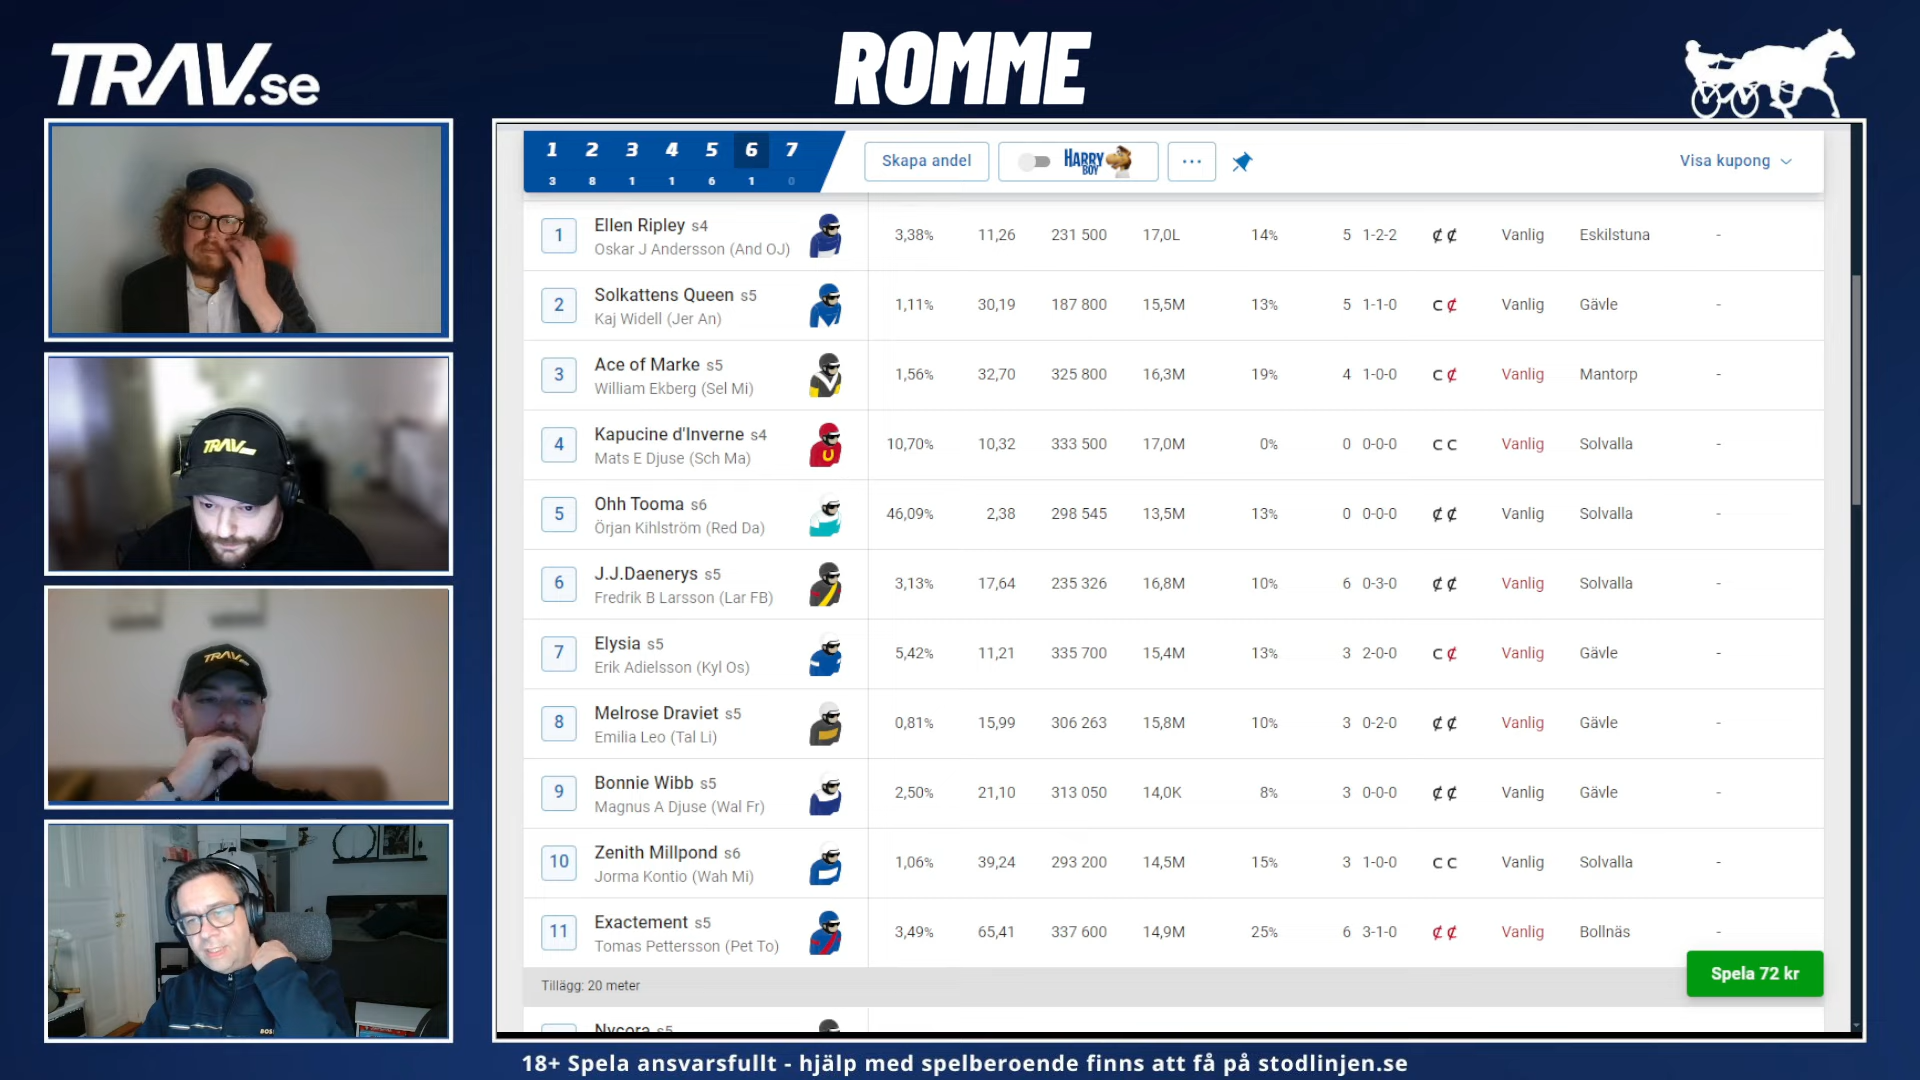 TRAV.se
ROMME
1 2 3 4 5 6 7
3 8 1 1 6 1 0
Skapa andel
HARRY BOY
...
Visa kupong
1 Ellen Ripley s4 3,38% 11,26 231 500 17,0L 14% 5 1-2-2 ȼ ȼ Vanlig Eskilstuna -
Oskar J Andersson (And OJ)
2 Solkattens Queen s5 1,11% 30,19 187 800 15,5M 13% 5 1-1-0 C ȼ Vanlig Gävle -
Kaj Widell (Jer An)
3 Ace of Marke s5 1,56% 32,70 325 800 16,3M 19% 4 1-0-0 C ȼ Vanlig Mantorp -
William Ekberg (Sel Mi)
4 Kapucine d'Inverne s4 10,70% 10,32 333 500 17,0M 0% 0 0-0-0 C C Vanlig Solvalla -
Mats E Djuse (Sch Ma)
5 Ohh Tooma s6 46,09% 2,38 298 545 13,5M 13% 0 0-0-0 ȼ ȼ Vanlig Solvalla -
Örjan Kihlström (Red Da)
6 J.J.Daenerys s5 3,13% 17,64 235 326 16,8M 10% 6 0-3-0 ȼ ȼ Vanlig Solvalla -
Fredrik B Larsson (Lar FB)
7 Elysia s5 5,42% 11,21 335 700 15,4M 13% 3 2-0-0 C ȼ Vanlig Gävle -
Erik Adielsson (Kyl Os)
8 Melrose Draviet s5 0,81% 15,99 306 263 15,8M 10% 3 0-2-0 ȼ ȼ Vanlig Gävle -
Emilia Leo (Tal Li)
9 Bonnie Wibb s5 2,50% 21,10 313 050 14,0K 8% 3 0-0-0 ȼ ȼ Vanlig Gävle -
Magnus A Djuse (Wal Fr)
10 Zenith Millpond s6 1,06% 39,24 293 200 14,5M 15% 3 1-0-0 C C Vanlig Solvalla -
Jorma Kontio (Wah Mi)
11 Exactement s5 3,49% 65,41 337 600 14,9M 25% 6 3-1-0 ȼ ȼ Vanlig Bollnäs -
Tomas Pettersson (Pet To)
Spela 72 kr
Tillägg: 20 meter
Nycora s5
TRAV
TRAV
BOSS
18+ Spela ansvarsfullt - hjälp med spelberoende finns att få på stodlinjen.se